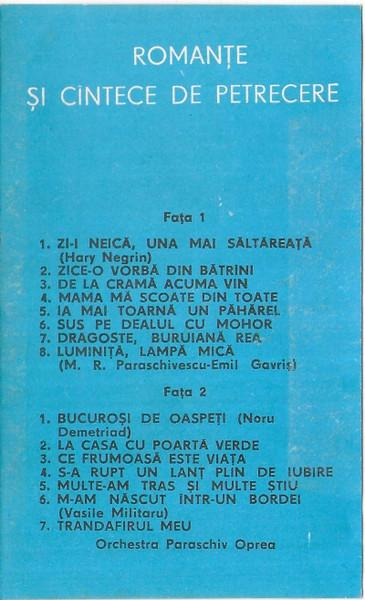 ROMANȚE
ȘI CÎNTECE DE PETRECERE
Fața 1
1. ZI-I NEICĂ, UNA MAI SĂLTĂREAȚĂ
(Hary Negrin)
2. ZICE-O VORBĂ DIN BĂTRÎNI
3. DE LA CRAMĂ ACUMA VIN
4. MAMA MĂ SCOATE DIN TOATE
5. IA MAI TOARNĂ UN PĂHĂREL
6. SUS PE DEALUL CU MOHOR
7. DRAGOSTE, BURUIANĂ REA
8. LUMINIȚĂ, LAMPĂ MICĂ
(M. R. Paraschivescu-Emil Gavriș)
Fața 2
1. BUCUROȘI DE OASPEȚI (Noru
Demetriad)
2. LA CASA CU POARTĂ VERDE
3. CE FRUMOASĂ ESTE VIAȚA
4. S-A RUPT UN LANȚ PLIN DE IUBIRE
5. MULTE-AM TRAS ȘI MULTE ȘTIU
6. M-AM NĂSCUT ÎNTR-UN BORDEI
(Vasile Militaru)
7. TRANDAFIRUL MEU
Orchestra Paraschiv Oprea